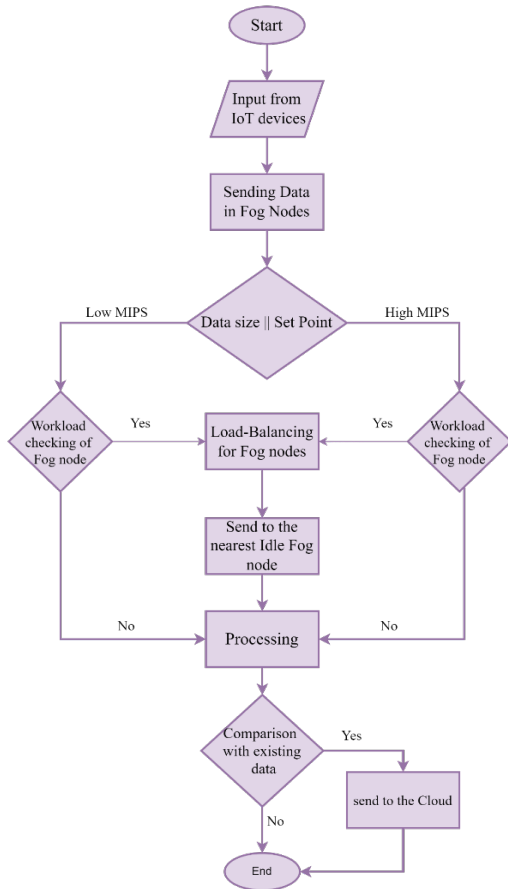 Start
Input from
IoT devices
Sending Data
in Fog Nodes
Data size || Set Point
Low MIPS
High MIPS
Workload
checking of
Fog node
Yes
Load-Balancing
for Fog nodes
Yes
Workload
checking of
Fog node
Send to the
nearest Idle Fog
node
No
Processing
No
Comparison
with existing
data
Yes
send to the Cloud
No
End